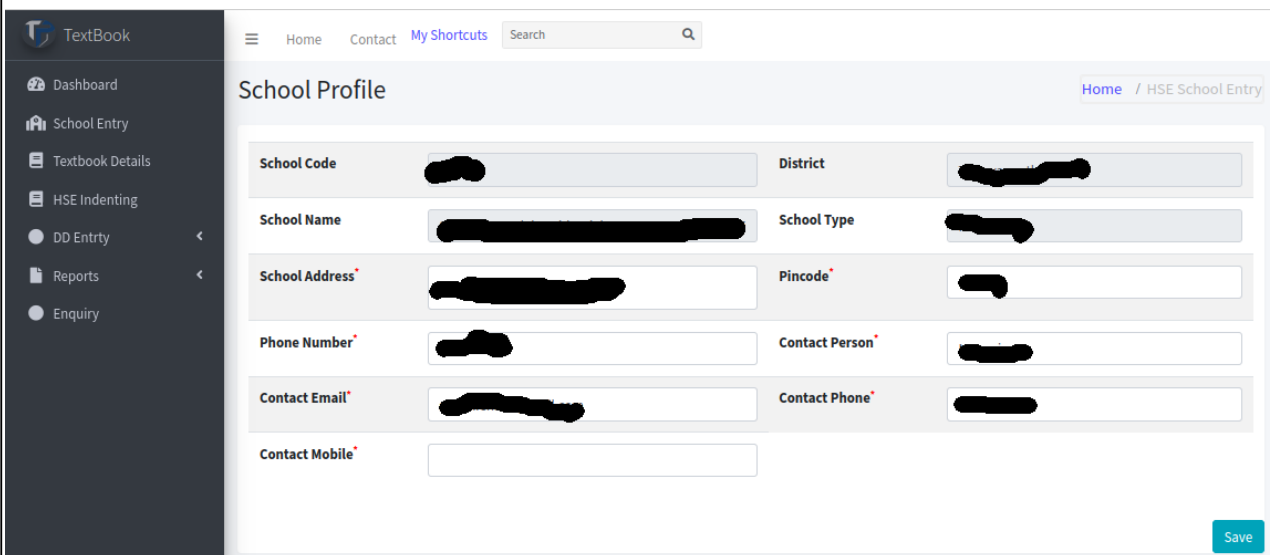 TextBook
Home Contact My Shortcuts Search
Dashboard
School Profile
Home / HSE School Entry
School Entry
Textbook Details
HSE Indenting
DD Entrty
Reports
Enquiry
School Code
District
School Name
School Type
School Address*
Pincode*
Phone Number*
Contact Person*
Contact Email*
Contact Phone*
Contact Mobile*
Save